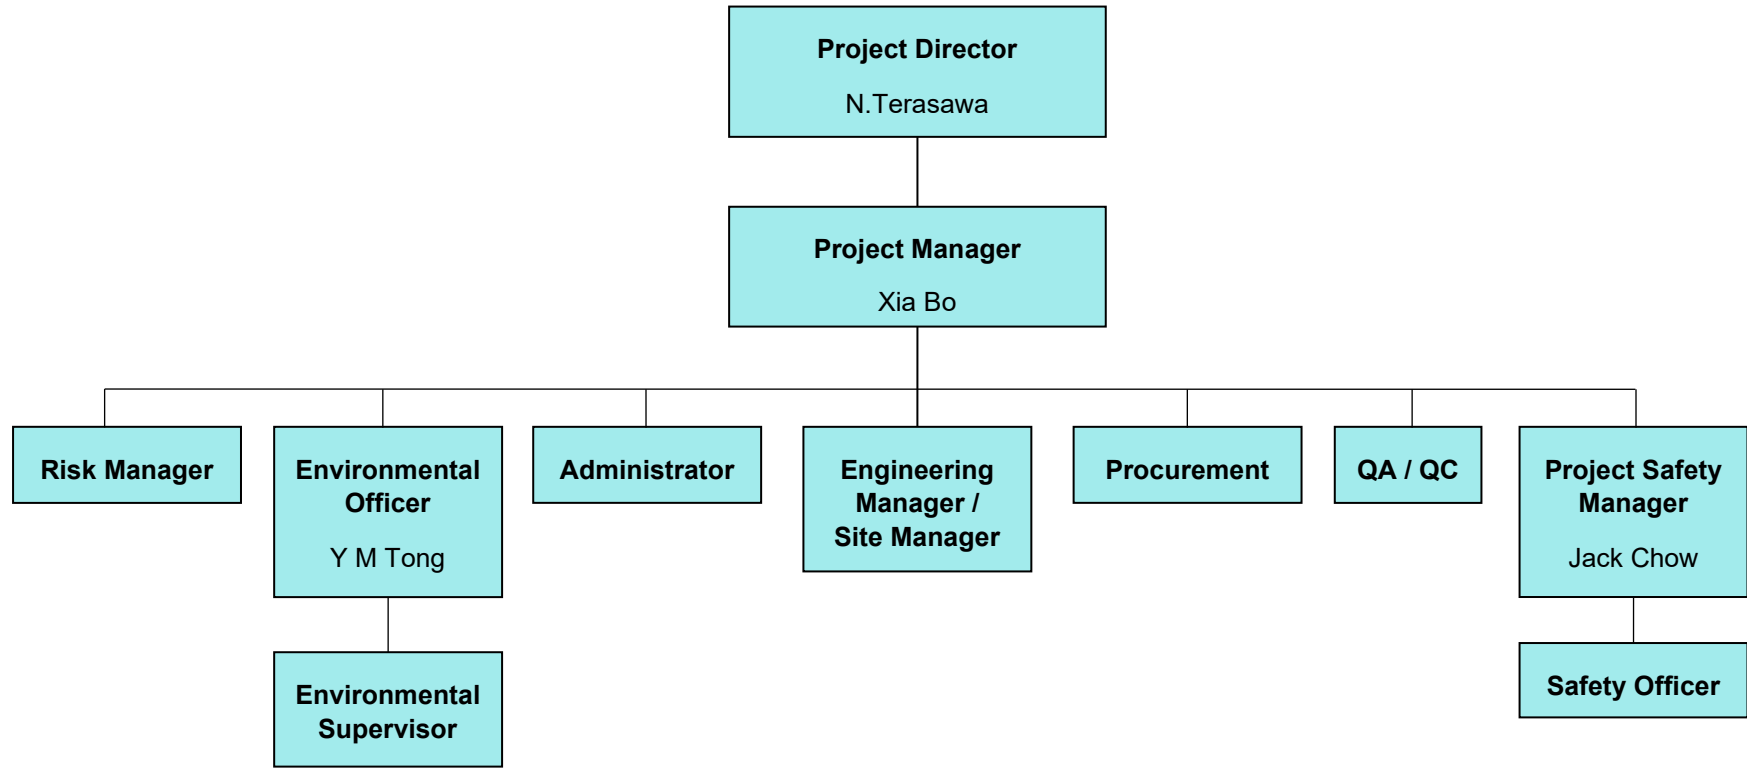 Project Director
N.Terasawa
Project Manager
Xia Bo
Risk Manager
Environmental
Officer
Y M Tong
Administrator
Engineering
Manager /
Site Manager
Procurement
QA / QC
Project Safety
Manager
Jack Chow
Environmental
Supervisor
Safety Officer